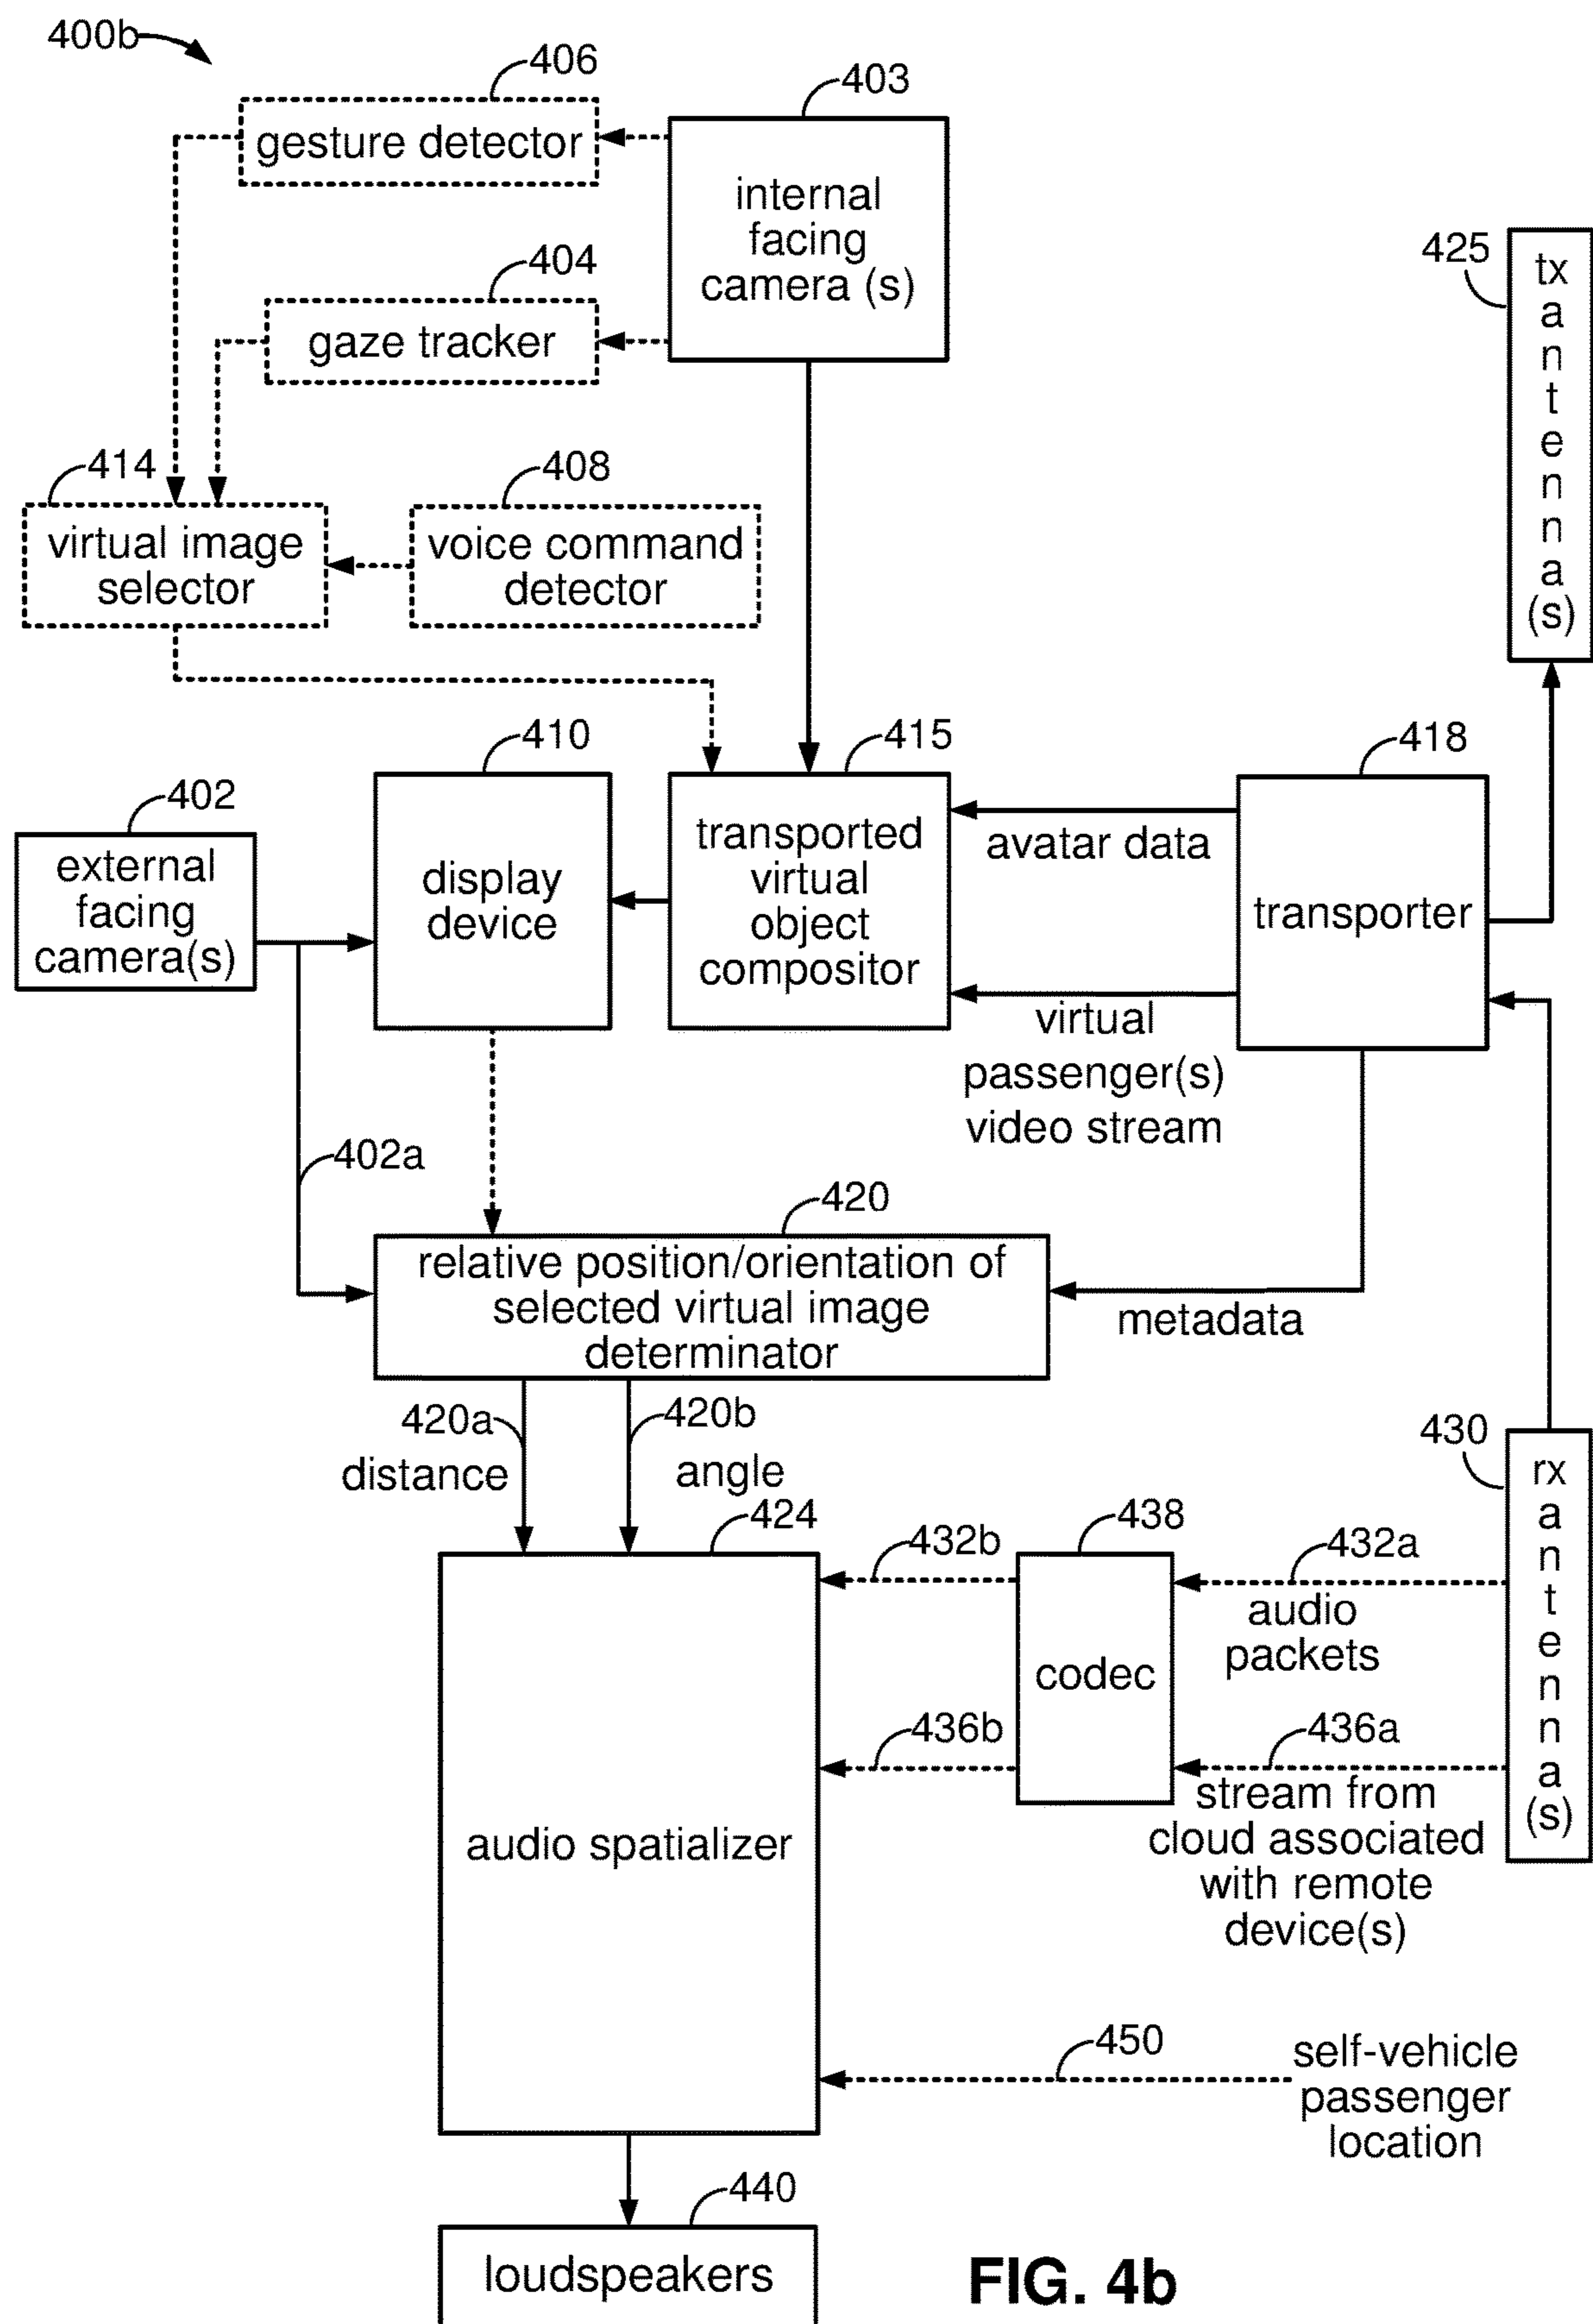 400b
406
gesture detector
403
internal
facing
camera (s)
404
gaze tracker
425
tx
a
n
t
e
n
n
a
(s)
414
virtual image
selector
408
voice command
detector
410
display
device
415
transported
virtual
object
compositor
418
transporter
402
external
facing
camera(s)
avatar data
virtual
passenger(s)
video stream
402a
420
relative position/orientation of
selected virtual image
determinator
metadata
420a
distance
420b
angle
430
rx
a
n
t
e
n
n
a
(s)
424
audio spatializer
432b
438
codec
432a
audio
packets
436b
436a
stream from
cloud associated
with remote
device(s)
450
self-vehicle
passenger
location
440
loudspeakers
FIG. 4b